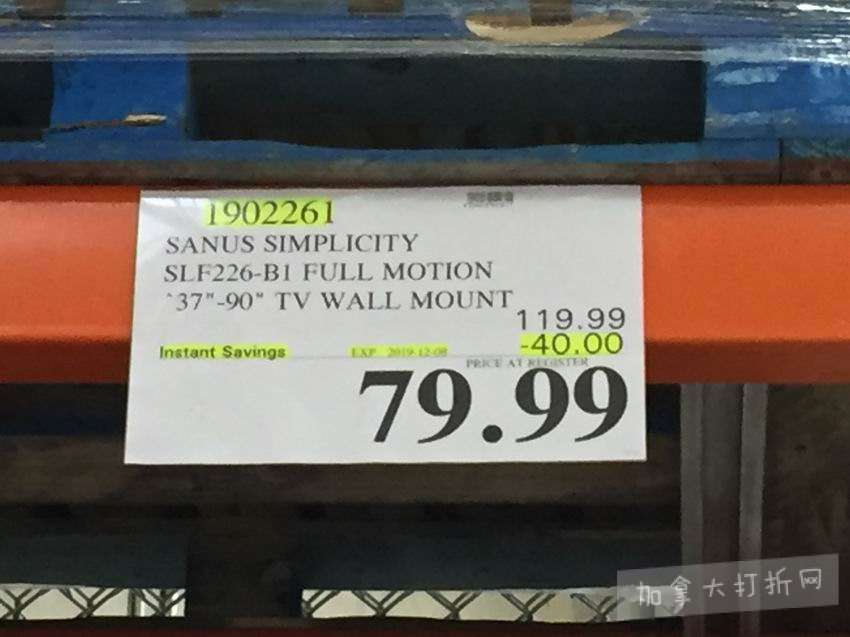 1902261
SANUS SIMPLICITY
SLF226-B1 FULL MOTION
^37"-90" TV WALL MOUNT
119.99
Instant Savings EXP 2019-12-08 -40.00
PRICE AT REGISTER
79.99
加拿大打折网